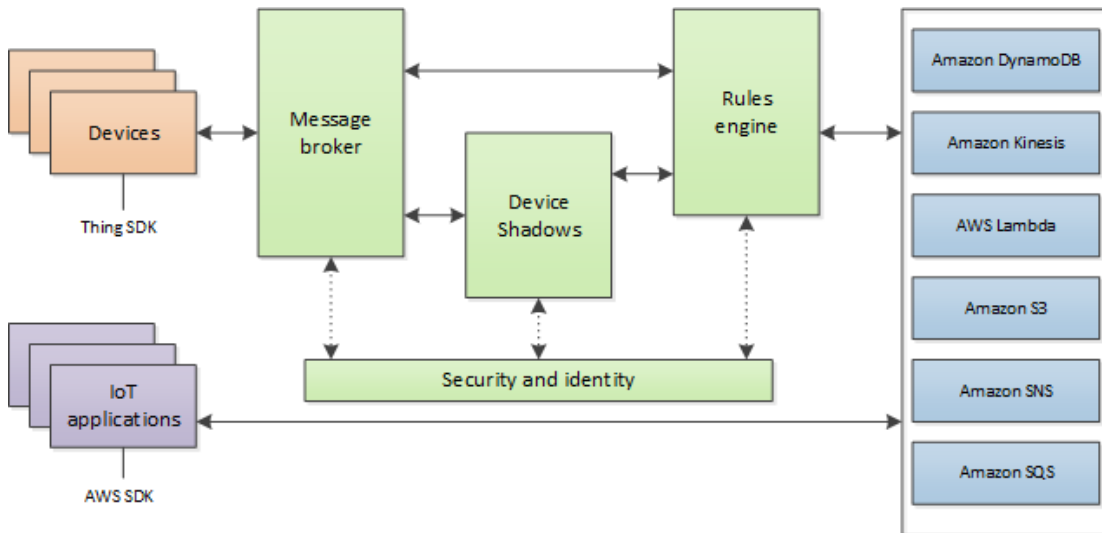 Devices
Thing SDK
Message
broker
Device
Shadows
Rules
engine
Security and identity
IoT
applications
AWS SDK
Amazon DynamoDB
Amazon Kinesis
AWS Lambda
Amazon S3
Amazon SNS
Amazon SQS